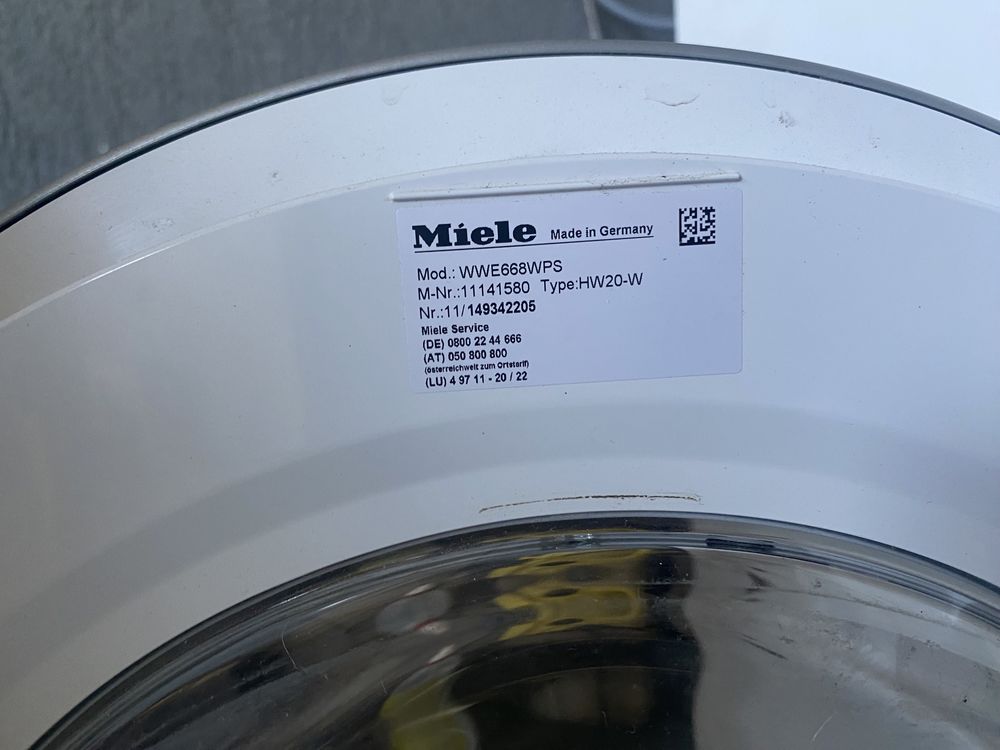 Miele Made in Germany
Mod.: WWE668WPS
M-Nr.:11141580 Type:HW20-W
Nr.:11/149342205
Miele Service
(DE) 0800 22 44 666
(AT) 050 800 800
(österreichweit zum Ortstarif)
(LU) 4 97 11 - 20 / 22